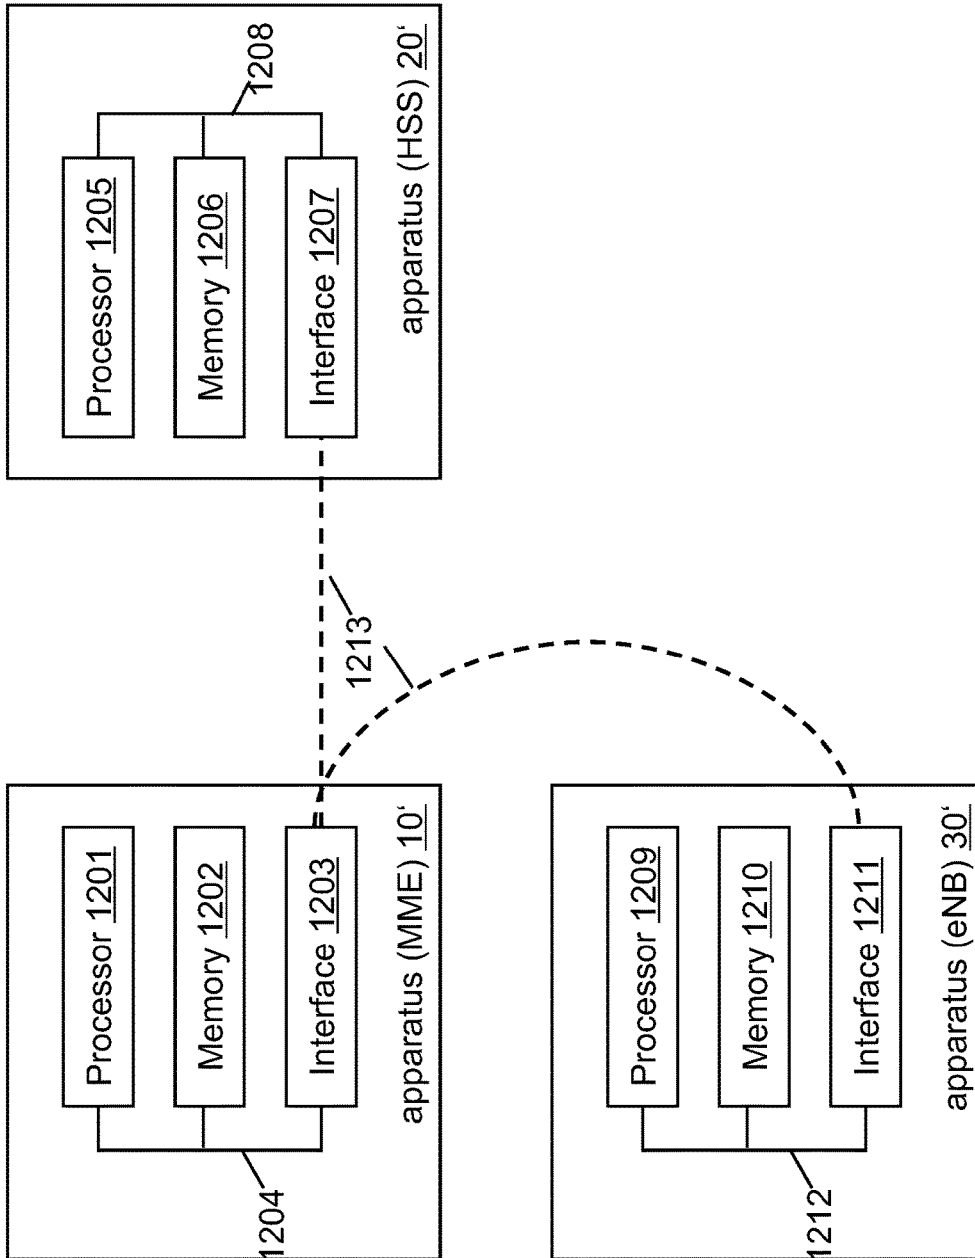 Processor 1201
Memory 1202
Interface 1203
1204
apparatus (MME) 10‘
1213
Processor 1205
Memory 1206
Interface 1207
1208
apparatus (HSS) 20‘
Processor 1209
Memory 1210
Interface 1211
1212
apparatus (eNB) 30‘